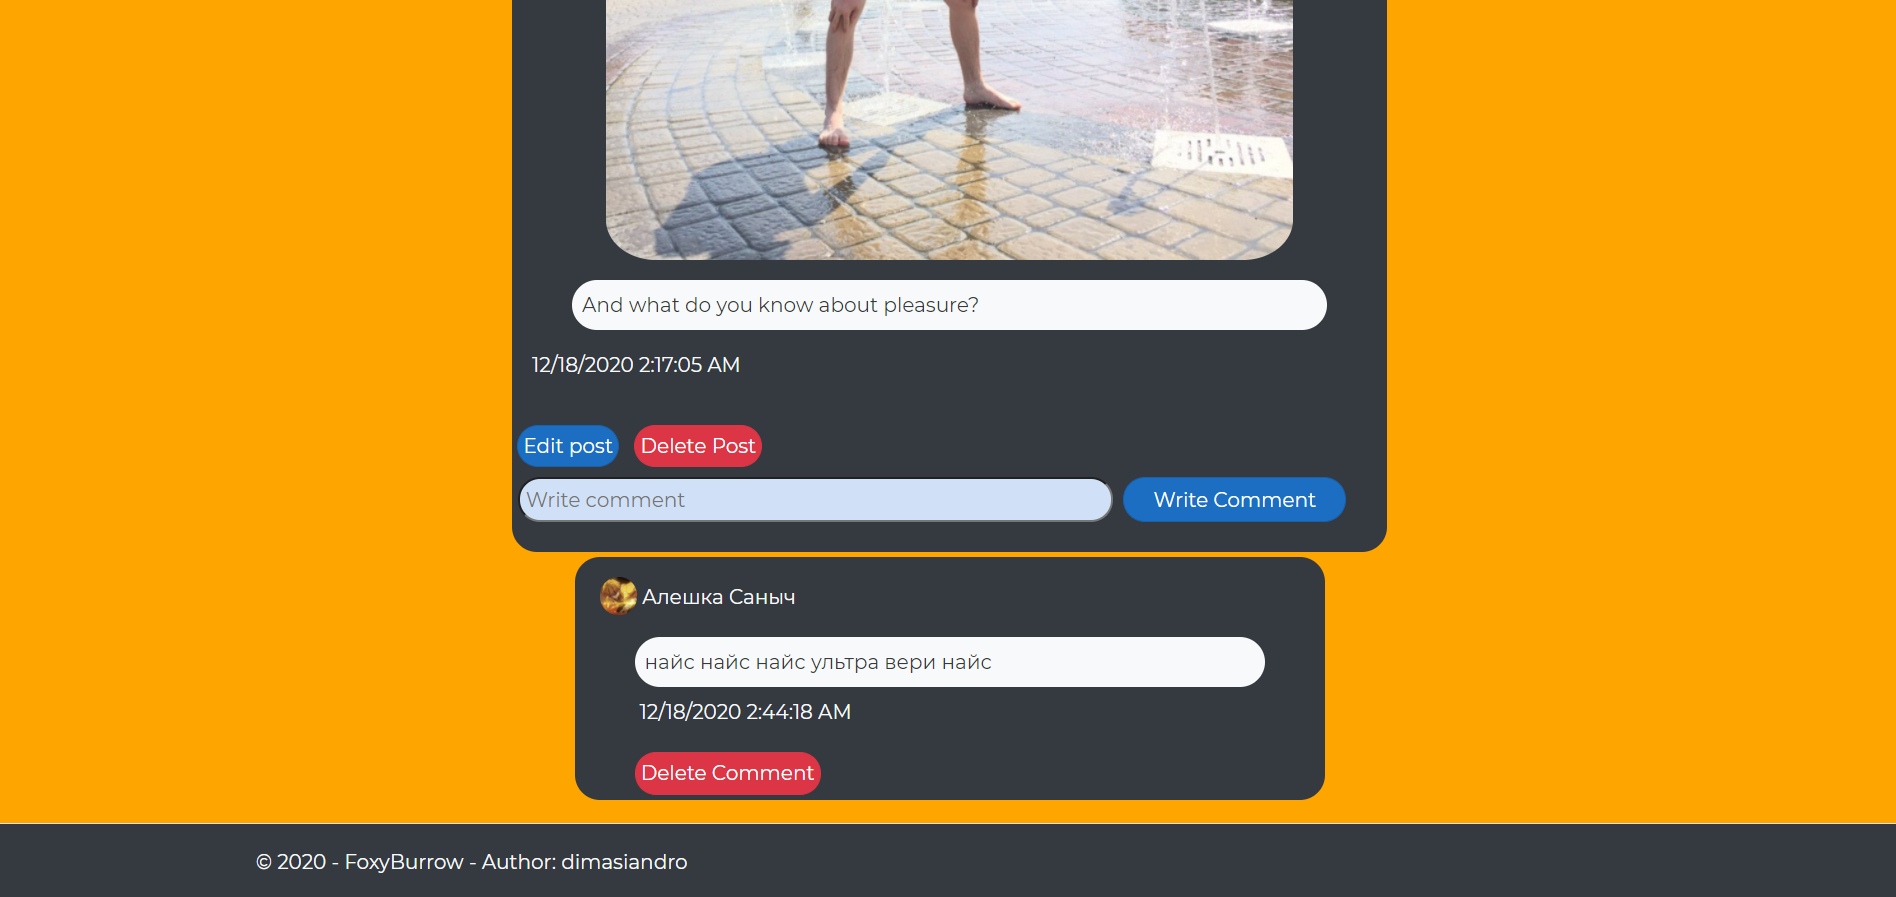 And what do you know about pleasure?
12/18/2020 2:17:05 AM
Edit post Delete Post
Write comment Write Comment
Алешка Саныч
найс найс найс ультра вери найс
12/18/2020 2:44:18 AM
Delete Comment
© 2020 - FoxyBurrow - Author: dimasiandro